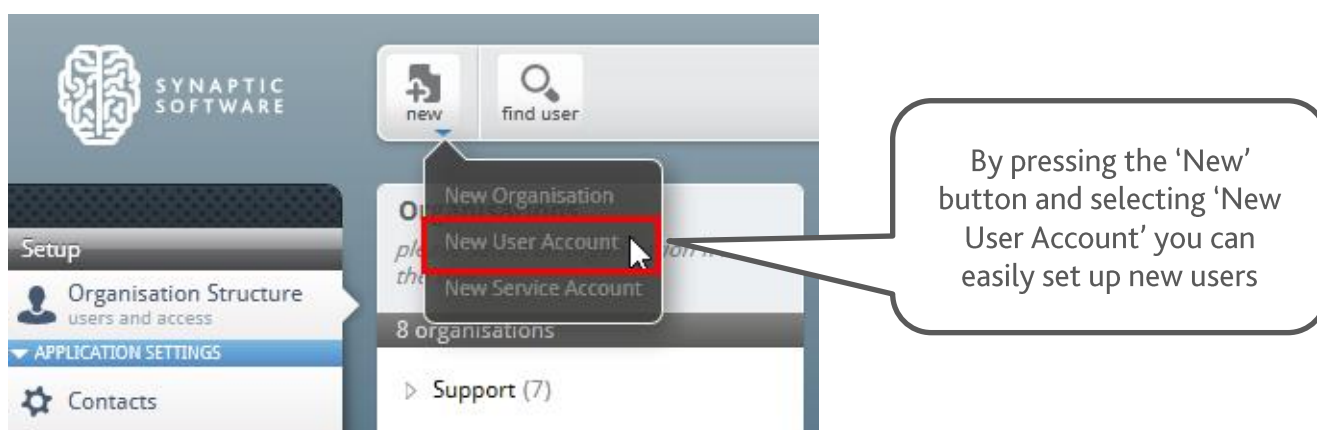 SYNAPTIC
SOFTWARE
new
find user
New Organisation
New User Account
New Service Account
Setup
Organisation Structure
users and access
APPLICATION SETTINGS
Contacts
8 organisations
Support (7)
By pressing the ‘New’
button and selecting ‘New
User Account’ you can
easily set up new users